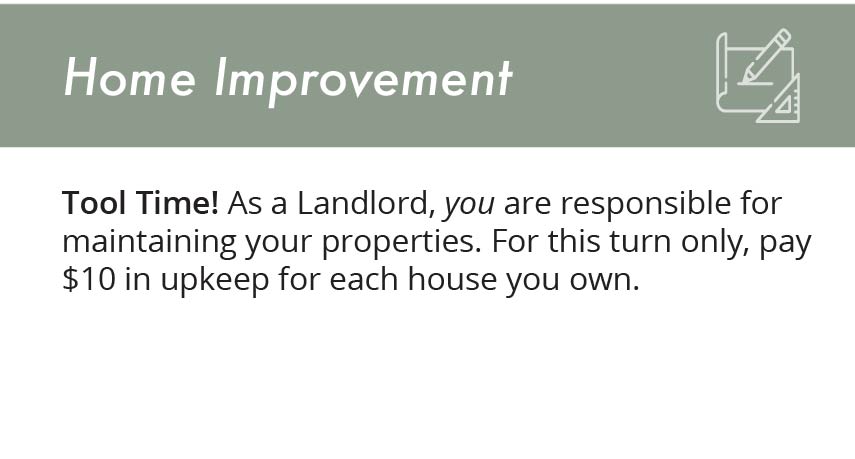 Home Improvement
Tool Time! As a Landlord, you are responsible for
maintaining your properties. For this turn only, pay
$10 in upkeep for each house you own.